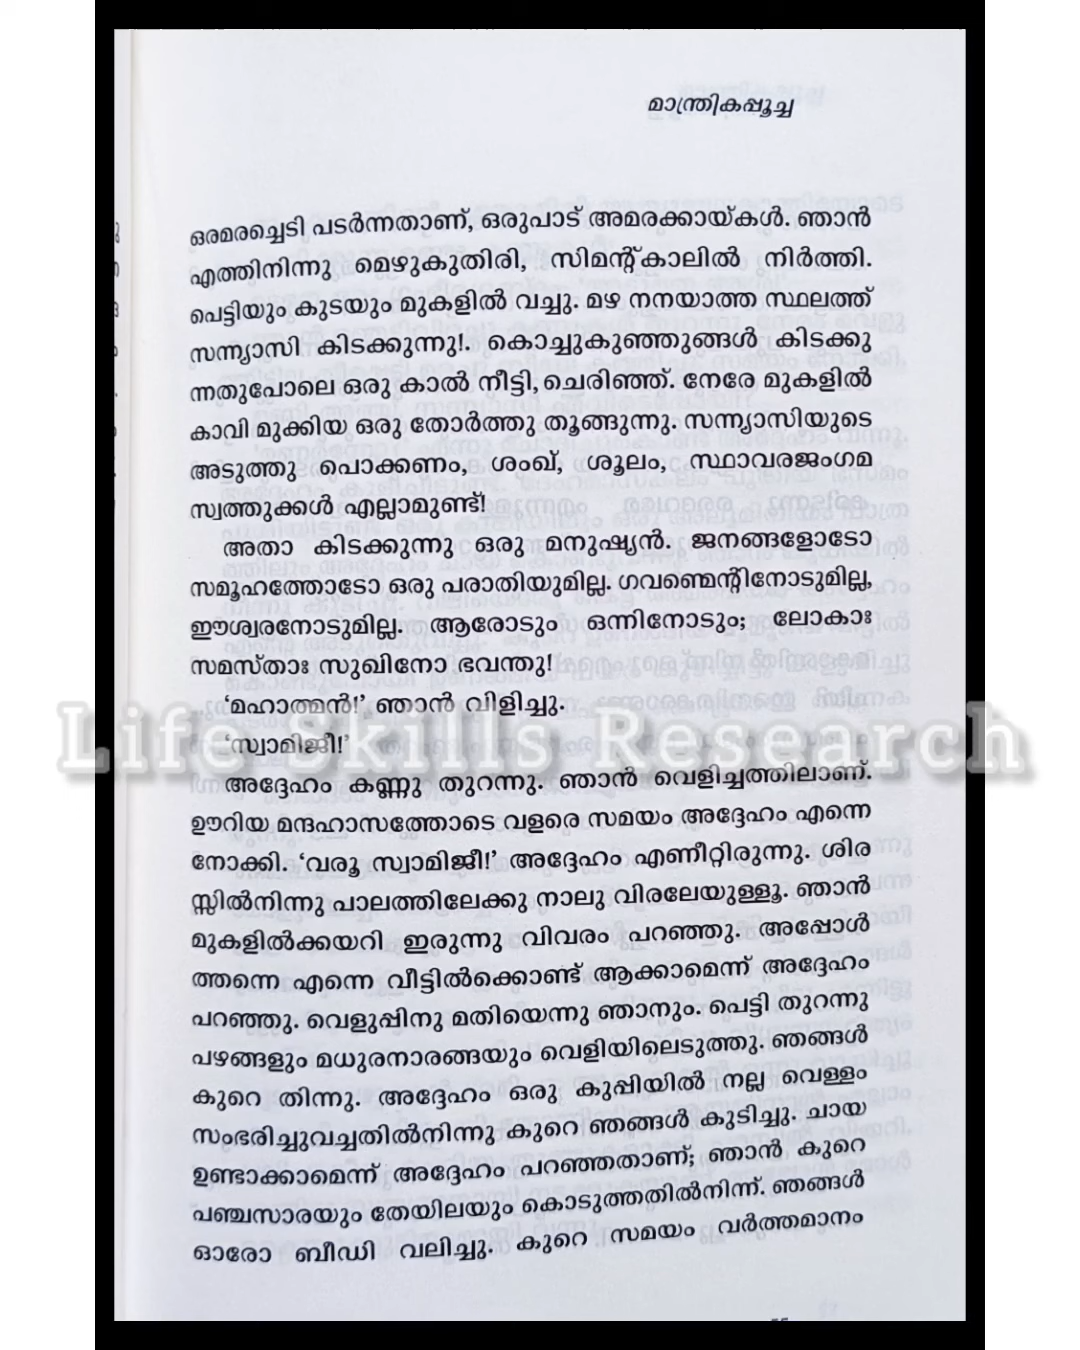 മാന്ത്രികപ്പൂച്ച
ഒരമരച്ചെടി പടർന്നതാണ്, ഒരുപാട് അമരക്കായ്കൾ. ഞാൻ
എത്തിനിന്നു മെഴുകുതിരി, സിമന്റ്കാലിൽ നിർത്തി.
പെട്ടിയും കുടയും മുകളിൽ വച്ചു. മഴ നനയാത്ത സ്ഥലത്ത്
സന്ന്യാസി കിടക്കുന്നു!. കൊച്ചുകുഞ്ഞുങ്ങൾ കിടക്കു
ന്നതുപോലെ ഒരു കാൽ നീട്ടി, ചെരിഞ്ഞ്. നേരേ മുകളിൽ
കാവി മുക്കിയ ഒരു തോർത്തു തൂങ്ങുന്നു. സന്ന്യാസിയുടെ
അടുത്തു പൊക്കണം, ശംഖ്, ശൂലം, സ്ഥാവരജംഗമ
സ്വത്തുക്കൾ എല്ലാമുണ്ട്!
അതാ കിടക്കുന്നു ഒരു മനുഷ്യൻ. ജനങ്ങളോടോ
സമൂഹത്തോടോ ഒരു പരാതിയുമില്ല. ഗവണ്മെന്റിനോടുമില്ല,
ഈശ്വരനോടുമില്ല. ആരോടും ഒന്നിനോടും; ലോകാഃ
സമസ്താഃ സുഖിനോ ഭവന്തു!
‘മഹാത്മൻ!’ ഞാൻ വിളിച്ചു.
‘സ്വാമിജീ!’
Life Skills Research
അദ്ദേഹം കണ്ണു തുറന്നു. ഞാൻ വെളിച്ചത്തിലാണ്.
ഊറിയ മന്ദഹാസത്തോടെ വളരെ സമയം അദ്ദേഹം എന്നെ
നോക്കി. ‘വരൂ സ്വാമിജീ!’ അദ്ദേഹം എണീറ്റിരുന്നു. ശിര
സ്സിൽനിന്നു പാലത്തിലേക്കു നാലു വിരലേയുള്ളൂ. ഞാൻ
മുകളിൽക്കയറി ഇരുന്നു വിവരം പറഞ്ഞു. അപ്പോൾ
ത്തന്നെ എന്നെ വീട്ടിൽക്കൊണ്ട് ആക്കാമെന്ന് അദ്ദേഹം
പറഞ്ഞു. വെളുപ്പിനു മതിയെന്നു ഞാനും. പെട്ടി തുറന്നു
പഴങ്ങളും മധുരനാരങ്ങയും വെളിയിലെടുത്തു. ഞങ്ങൾ
കുറെ തിന്നു. അദ്ദേഹം ഒരു കുപ്പിയിൽ നല്ല വെള്ളം
സംഭരിച്ചുവച്ചതിൽനിന്നു കുറെ ഞങ്ങൾ കുടിച്ചു. ചായ
ഉണ്ടാക്കാമെന്ന് അദ്ദേഹം പറഞ്ഞതാണ്; ഞാൻ കുറെ
പഞ്ചസാരയും തേയിലയും കൊടുത്തതിൽനിന്ന്. ഞങ്ങൾ
ഓരോ ബീഡി വലിച്ചു. കുറെ സമയം വർത്തമാനം